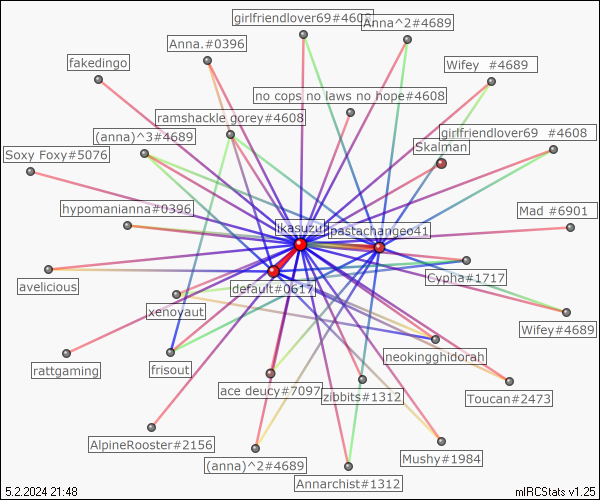 girlfriendlover69#4608
Anna^2#4689
Anna.#0396
fakedingo
Wifey #4689
no cops no laws no hope#4608
ramshackle gorey#4608
(anna)^3#4689
girlfriendlover69 #4608
Skalman
Soxy Foxy#5076
hypomanianna#0396
Mad #6901
ikasuzu
pastachangeo41
Cypha#1717
avelicious
default#0617
xenovaut
Wifey#4689
neokingghidorah
rattgaming
frisout
ace deucy#7097
zibbits#1312
Toucan#2473
AlpineRooster#2156
Mushy#1984
(anna)^2#4689
Annarchist#1312
5.2.2024 21:48
mIRCStats v1.25